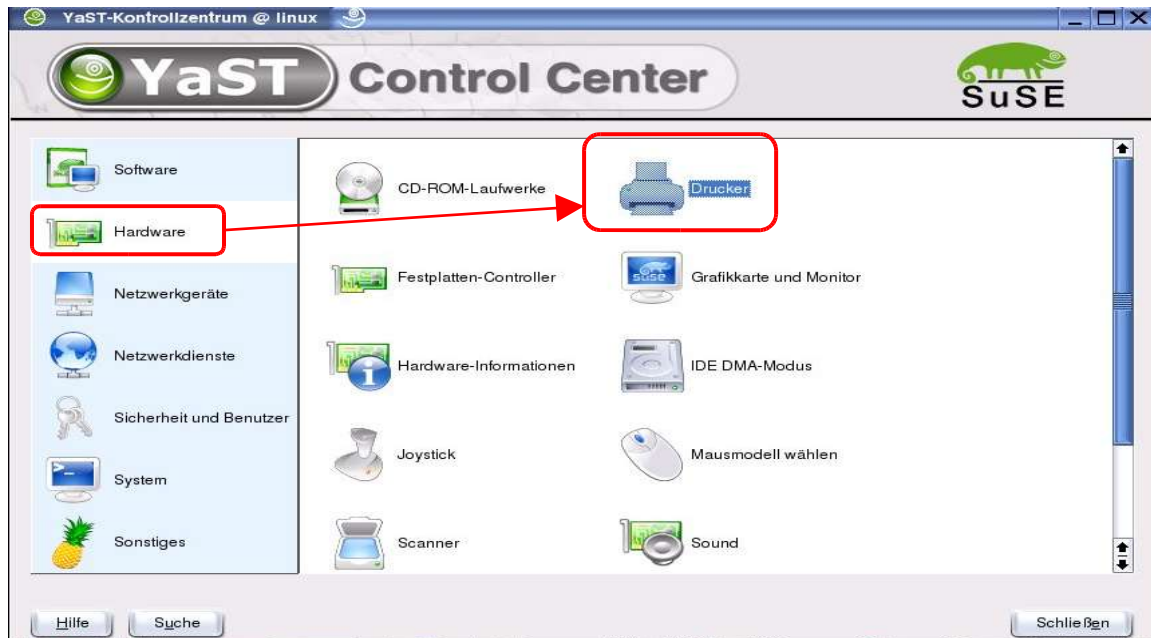 YaST-Kontrollzentrum @ linux
YaST Control Center
SuSE
Software
Hardware
Netzwerkgeräte
Netzwerkdienste
Sicherheit und Benutzer
System
Sonstiges
CD-ROM-Laufwerke
Drucker
Festplatten-Controller
suse
Grafikkarte und Monitor
Hardware-Informationen
IDE DMA-Modus
Joystick
Mausmodell wählen
Scanner
Sound
Hilfe
Suche
Schließen